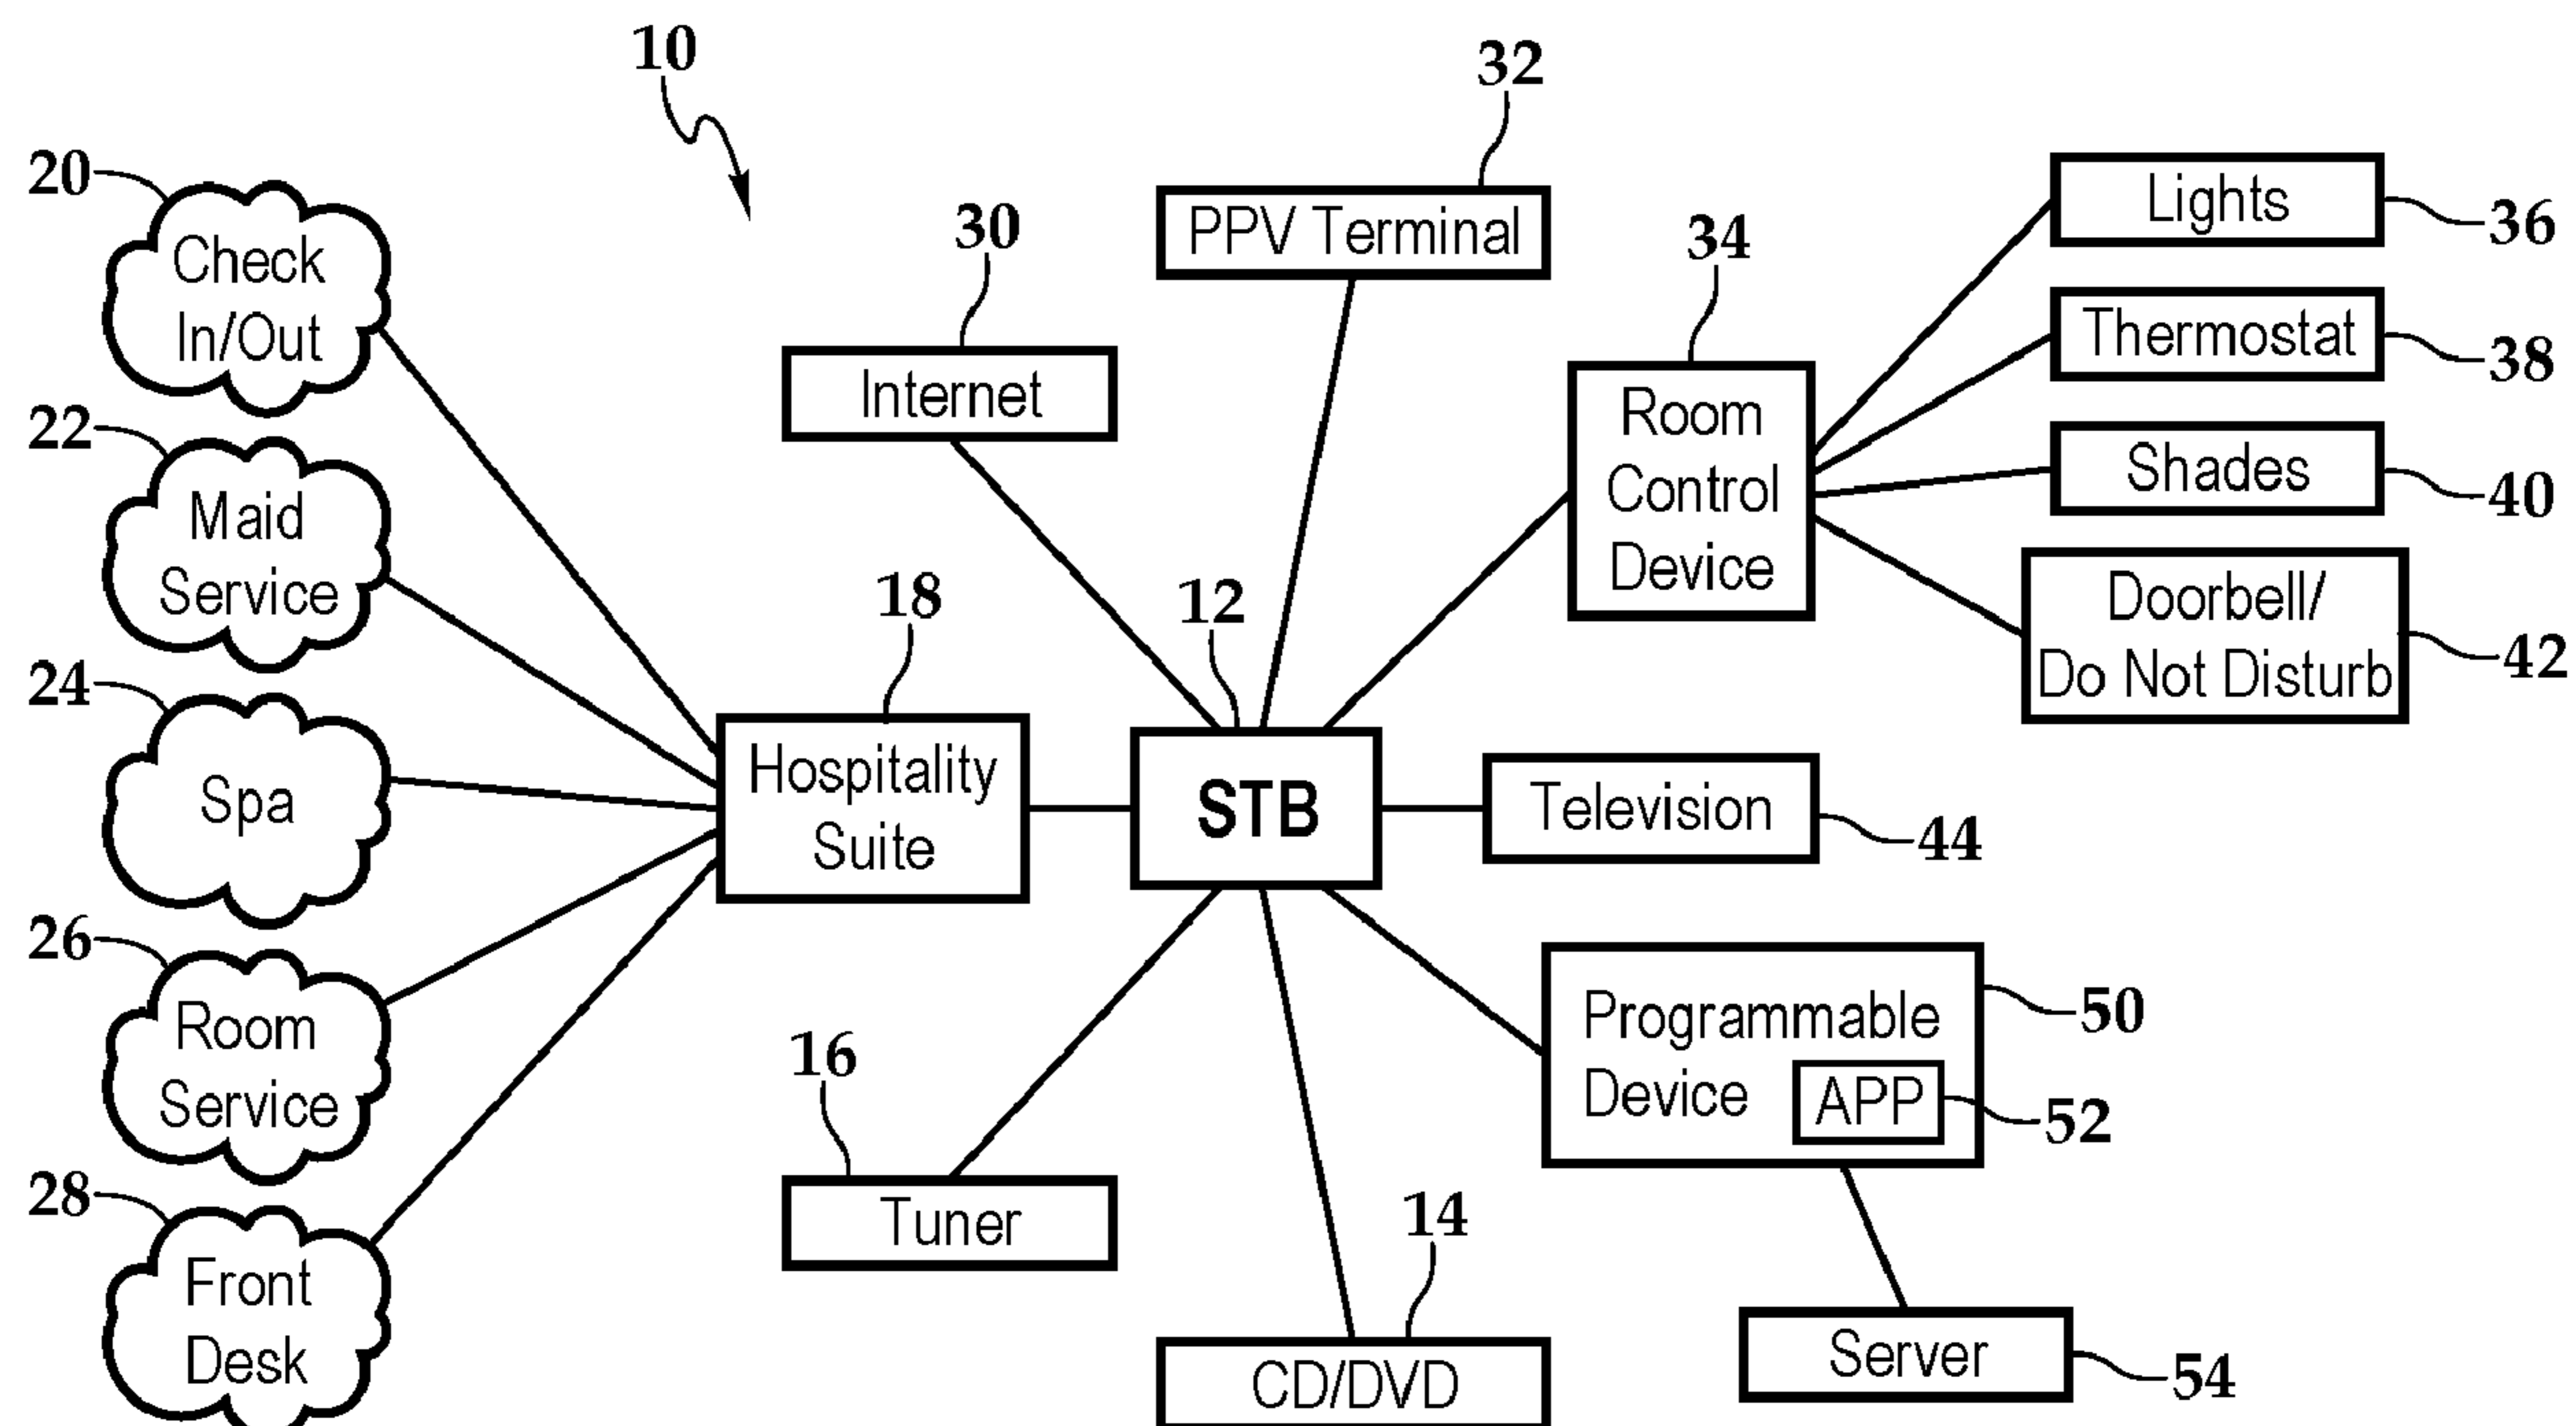 10
32
20
Check
In/Out
30
PPV Terminal
34
Lights
36
Internet
Thermostat
38
Room
Control
Device
22
Maid
Service
Shades
40
18
12
Doorbell/
Do Not Disturb
42
24
Spa
Hospitality
Suite
STB
Television
44
26
Room
Service
16
Programmable
Device
50
APP
52
28
Front
Desk
Tuner
14
CD/DVD
Server
54